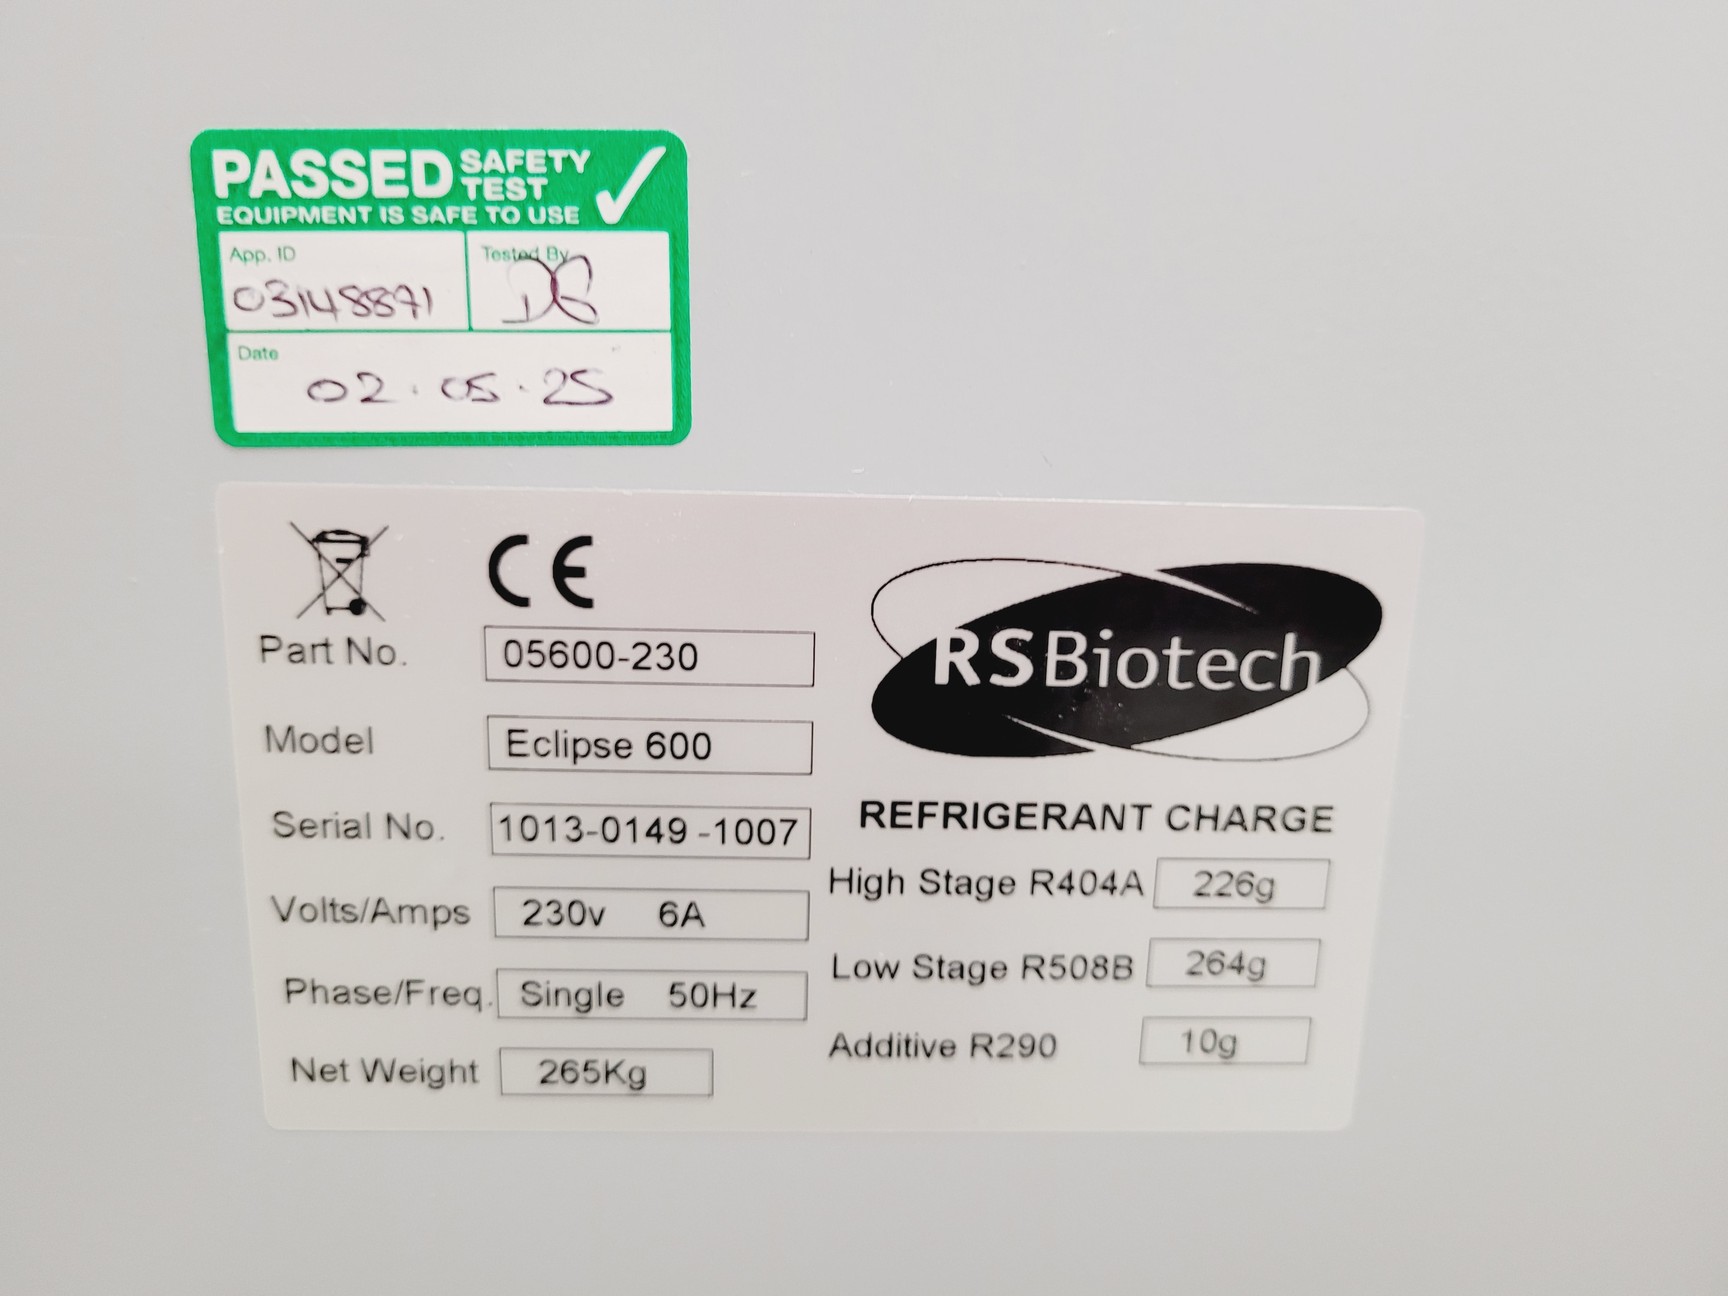 PASSED SAFETY TEST
EQUIPMENT IS SAFE TO USE
App. ID
03148871
Tested By
DG
Date
02.05.25
CE
RSBiotech
Part No. 05600-230
Model Eclipse 600
Serial No. 1013-0149-1007
Volts/Amps 230v 6A
Phase/Freq. Single 50Hz
Net Weight 265Kg
REFRIGERANT CHARGE
High Stage R404A 226g
Low Stage R508B 264g
Additive R290 10g